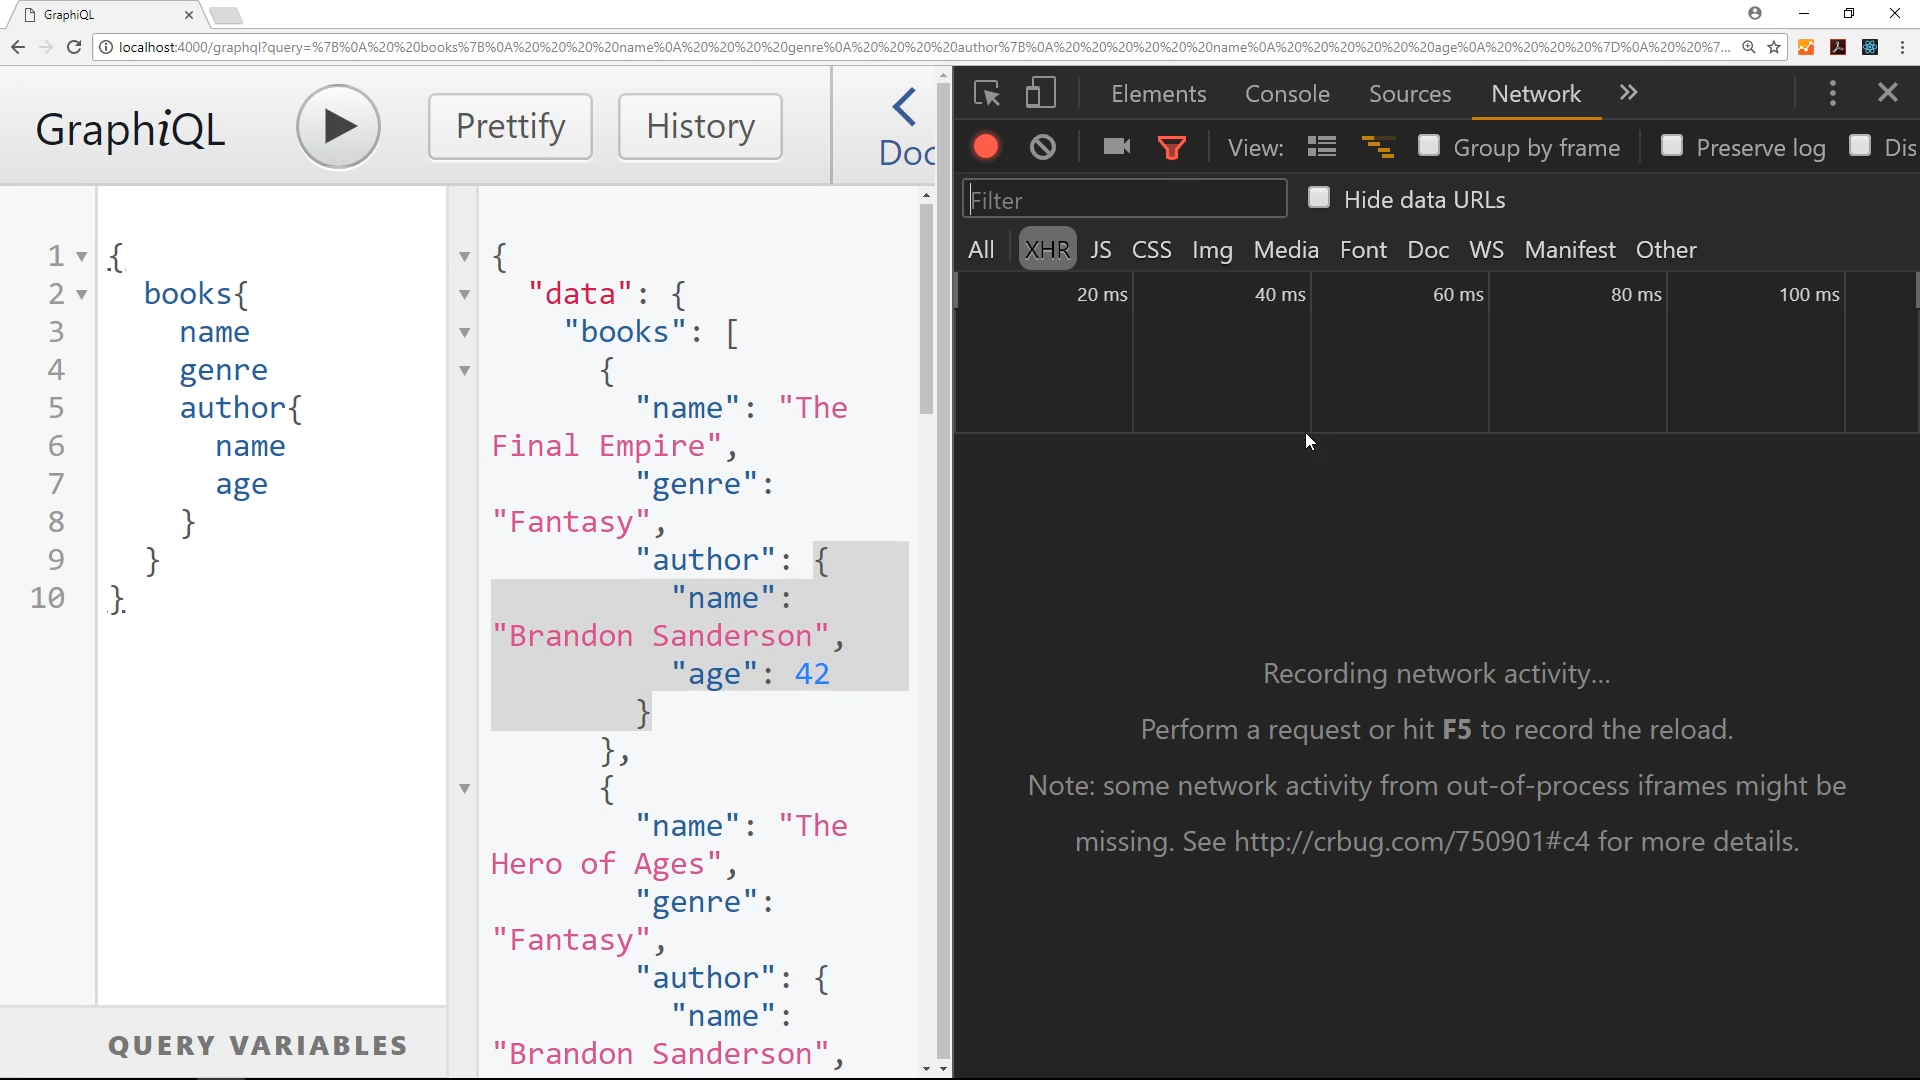 GraphiQL
localhost:4000/graphql?query=%7B%0A%20%20books%7B%0A%20%20%20%20name%0A%20%20%20%20genre%0A%20%20%20%20author%7B%0A%20%20%20%20%20%20name%0A%20%20%20%20%20%20age%0A%20%20%20%20%7D%0A%20%20%7...
GraphiQL
Prettify
History
Doc
1 {
2 books{
3 name
4 genre
5 author{
6 name
7 age
8 }
9 }
10 }
QUERY VARIABLES
{
"data": {
"books": [
{
"name": "The
Final Empire",
"genre":
"Fantasy",
"author": {
"name":
"Brandon Sanderson",
"age": 42
}
},
{
"name": "The
Hero of Ages",
"genre":
"Fantasy",
"author": {
"name":
"Brandon Sanderson",
Elements Console Sources Network
View: Group by frame Preserve log Dis
Filter Hide data URLs
All XHR JS CSS Img Media Font Doc WS Manifest Other
20 ms 40 ms 60 ms 80 ms 100 ms
Recording network activity...
Perform a request or hit F5 to record the reload.
Note: some network activity from out-of-process iframes might be
missing. See http://crbug.com/750901#c4 for more details.